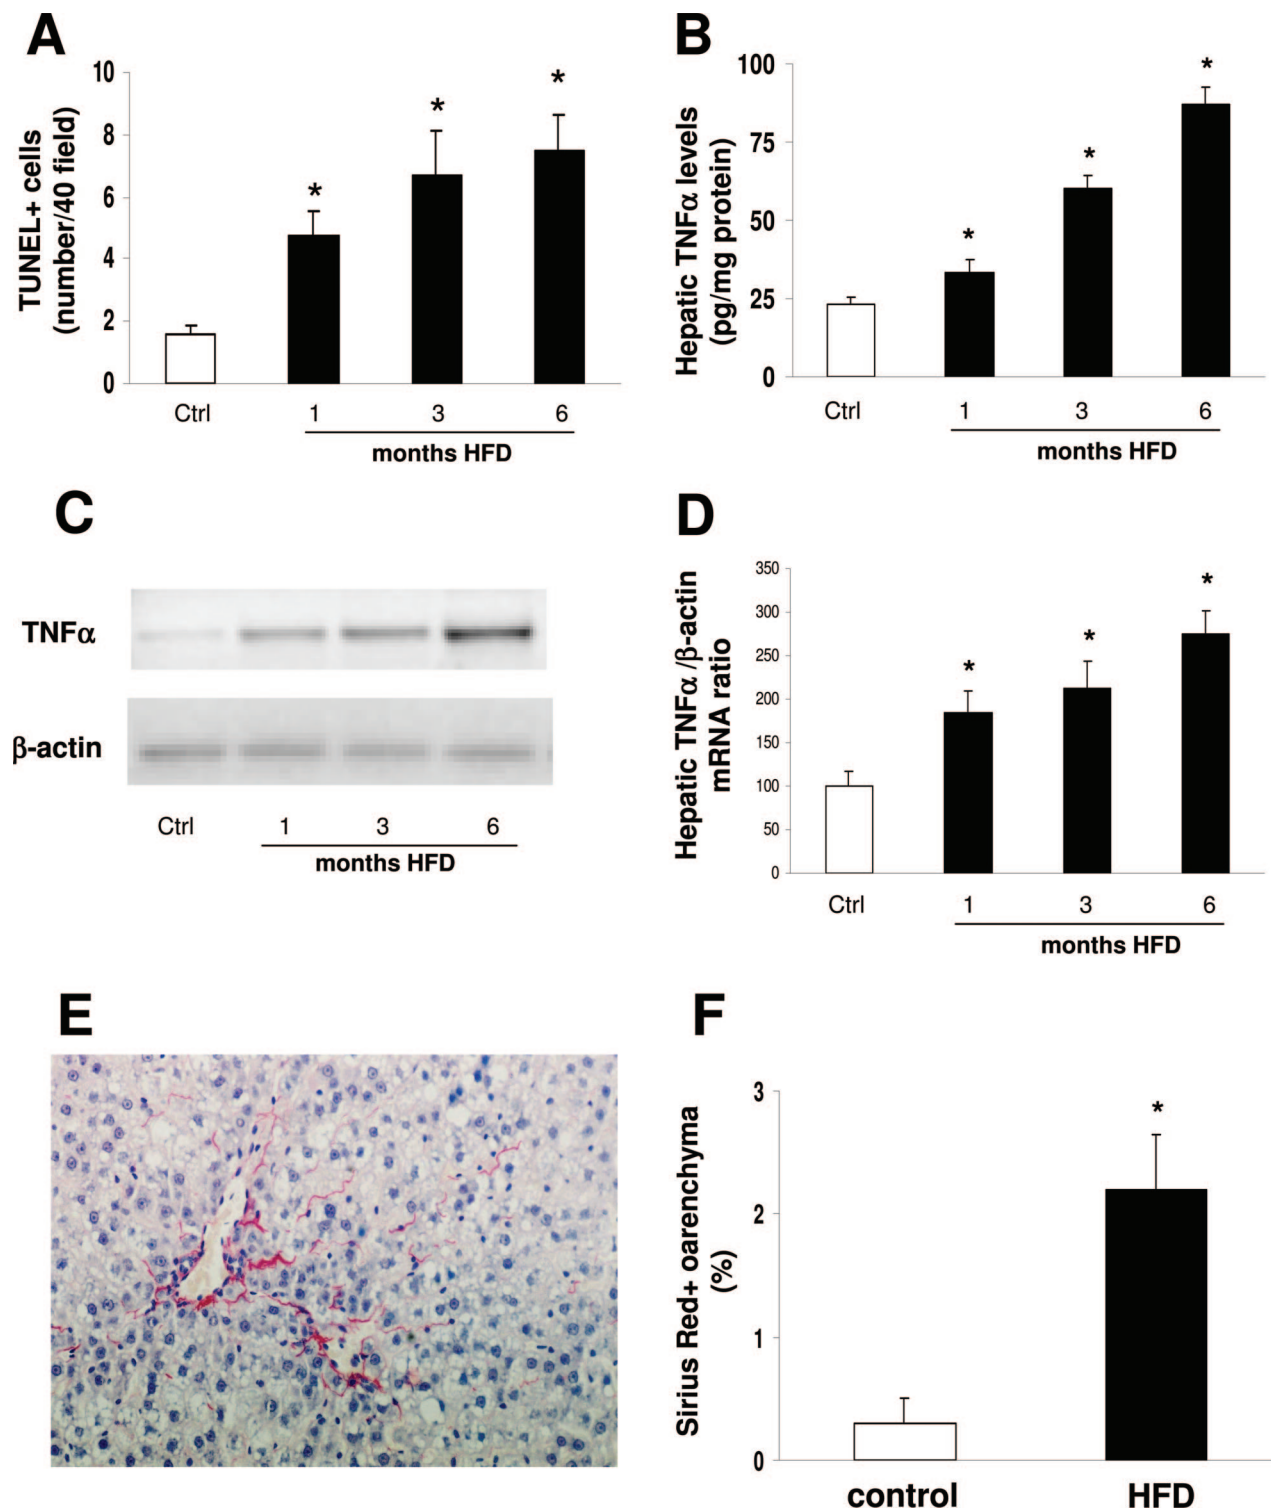 A
TUNEL+ cells
(number/40 field)
10
8
6
4
2
0
*
*
*
Ctrl
1
3
6
months HFD
B
Hepatic TNFα levels
(pg/mg protein)
100
75
50
25
0
*
*
*
Ctrl
1
3
6
months HFD
C
TNFα
β-actin
Ctrl
1
3
6
months HFD
D
Hepatic TNFα/β-actin
mRNA ratio
350
300
250
200
150
100
50
0
*
*
*
Ctrl
1
3
6
months HFD
E
F
Sirius Red+ oarenchyma
(%)
3
2
1
0
*
control
HFD